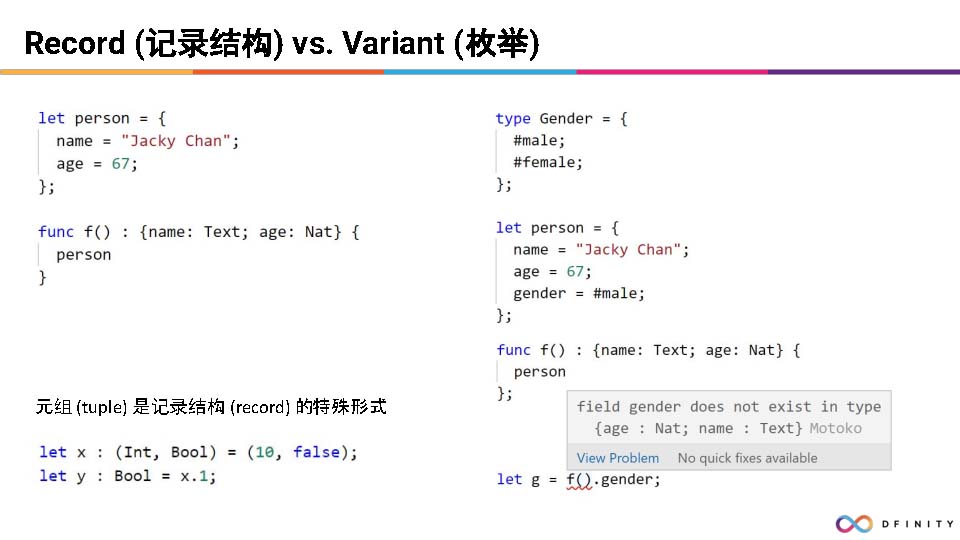 Record (记录结构) vs. Variant (枚举)
let person = {
  name = "Jacky Chan";
  age = 67;
};
func f() : {name: Text; age: Nat} {
  person
}
元组 (tuple) 是记录结构 (record) 的特殊形式
let x : (Int, Bool) = (10, false);
let y : Bool = x.1;
type Gender = {
  #male;
  #female;
};
let person = {
  name = "Jacky Chan";
  age = 67;
  gender = #male;
};
func f() : {name: Text; age: Nat} {
  person
};
field gender does not exist in type
  {age : Nat; name : Text} Motoko
View Problem No quick fixes available
let g = f().gender;
DFINITY